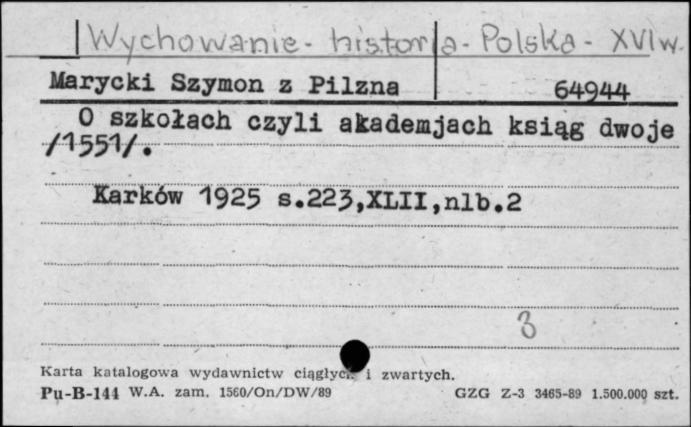 Wychowanie - historia - Polska - XVI w.
Marycki Szymon z Pilzna 64944
O szkołach czyli akademjach ksiąg dwoje
/1551/.
Karków 1925 s.223,XLII,nlb.2
3
Karta katalogowa wydawnictw ciągłych i zwartych.
Pu-B-144 W.A. zam. 1560/On/DW/89 GZG Z-3 3465-89 1.500.000 szt.